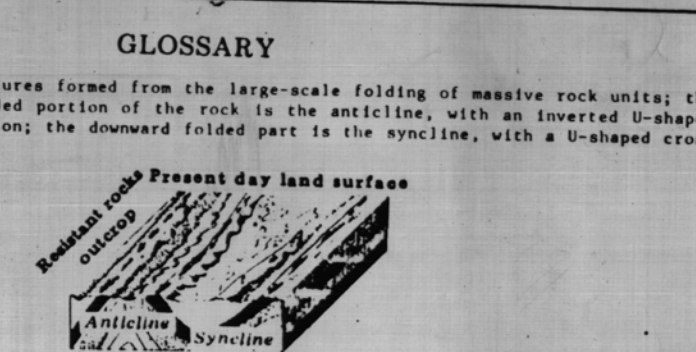 GLOSSARY
ures formed from the large-scale folding of massive rock units; t
led portion of the rock is the anticline, with an inverted U-shap
on; the downward folded part is the syncline, with a U-shaped cro
Present day land surface
Resistant rocks
outcrop
Anticline
Syncline